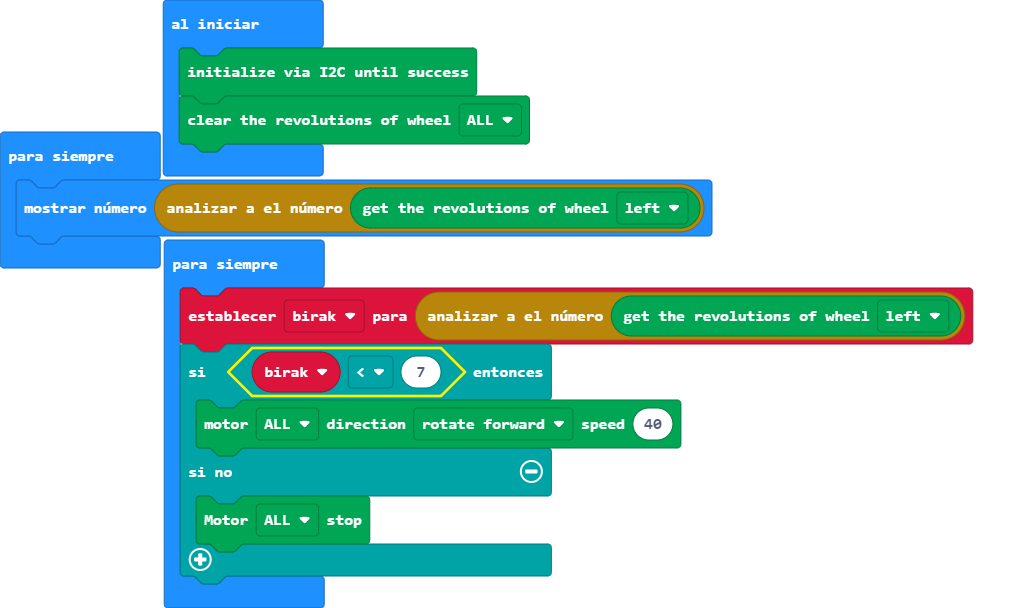 al iniciar
initialize via I2C until success
clear the revolutions of wheel ALL
para siempre
mostrar número analizar a el número get the revolutions of wheel left
para siempre
establecer birak para analizar a el número get the revolutions of wheel left
si birak < 7 entonces
motor ALL direction rotate forward speed 40
si no
Motor ALL stop